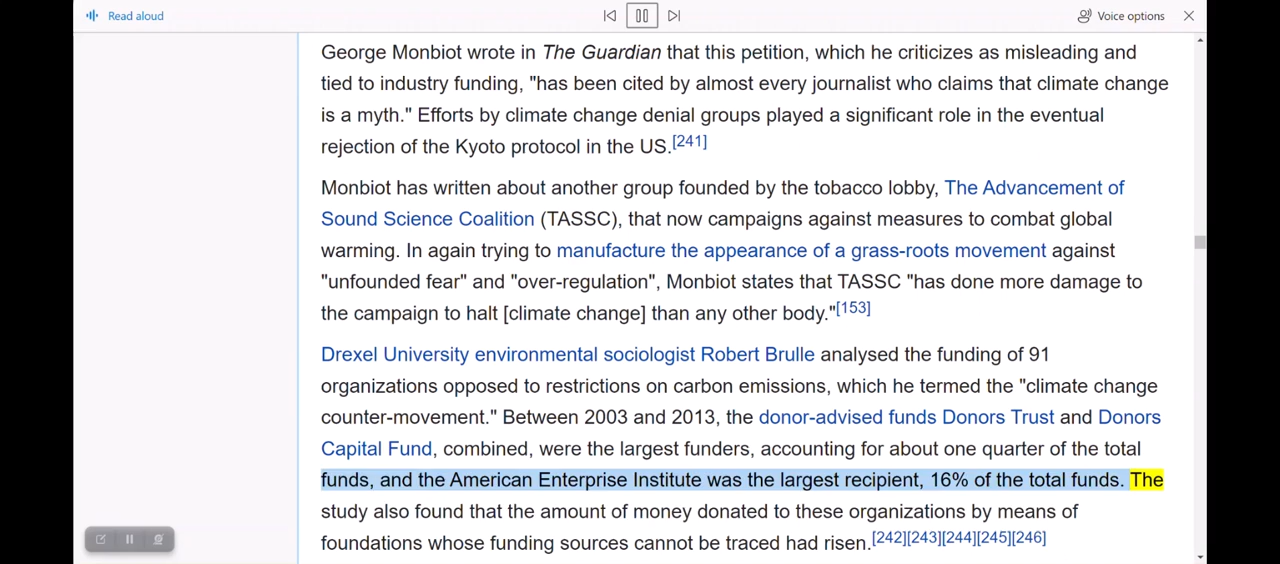 Read aloud
Voice options
George Monbiot wrote in The Guardian that this petition, which he criticizes as misleading and
tied to industry funding, "has been cited by almost every journalist who claims that climate change
is a myth." Efforts by climate change denial groups played a significant role in the eventual
rejection of the Kyoto protocol in the US.[241]
Monbiot has written about another group founded by the tobacco lobby, The Advancement of
Sound Science Coalition (TASSC), that now campaigns against measures to combat global
warming. In again trying to manufacture the appearance of a grass-roots movement against
"unfounded fear" and "over-regulation", Monbiot states that TASSC "has done more damage to
the campaign to halt [climate change] than any other body."[153]
Drexel University environmental sociologist Robert Brulle analysed the funding of 91
organizations opposed to restrictions on carbon emissions, which he termed the "climate change
counter-movement." Between 2003 and 2013, the donor-advised funds Donors Trust and Donors
Capital Fund, combined, were the largest funders, accounting for about one quarter of the total
funds, and the American Enterprise Institute was the largest recipient, 16% of the total funds. The
study also found that the amount of money donated to these organizations by means of
foundations whose funding sources cannot be traced had risen.[242][243][244][245][246]